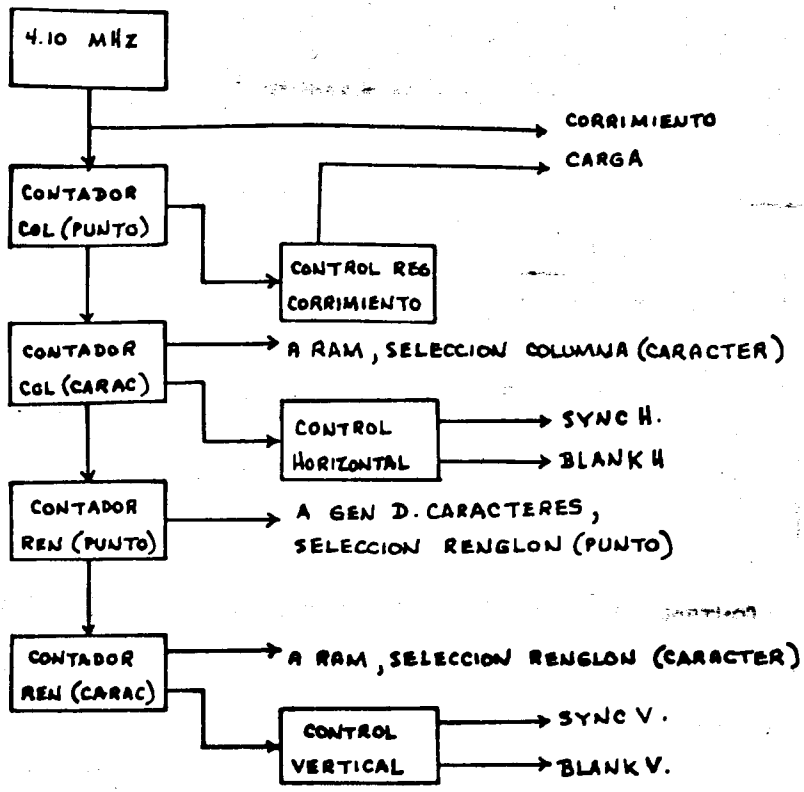 4.10 MHZ
CORRIMIENTO
CARGA
CONTADOR
COL (PUNTO)
CONTROL REG
CORRIMIENTO
CONTADOR
COL (CARAC)
A RAM, SELECCION COLUMNA (CARACTER)
CONTROL
HORIZONTAL
SYNC H.
BLANK H
CONTADOR
REN (PUNTO)
A GEN D. CARACTERES,
SELECCION RENGLON (PUNTO)
CONTADOR
REN (CARAC)
A RAM, SELECCION RENGLON (CARACTER)
CONTROL
VERTICAL
SYNC V.
BLANK V.